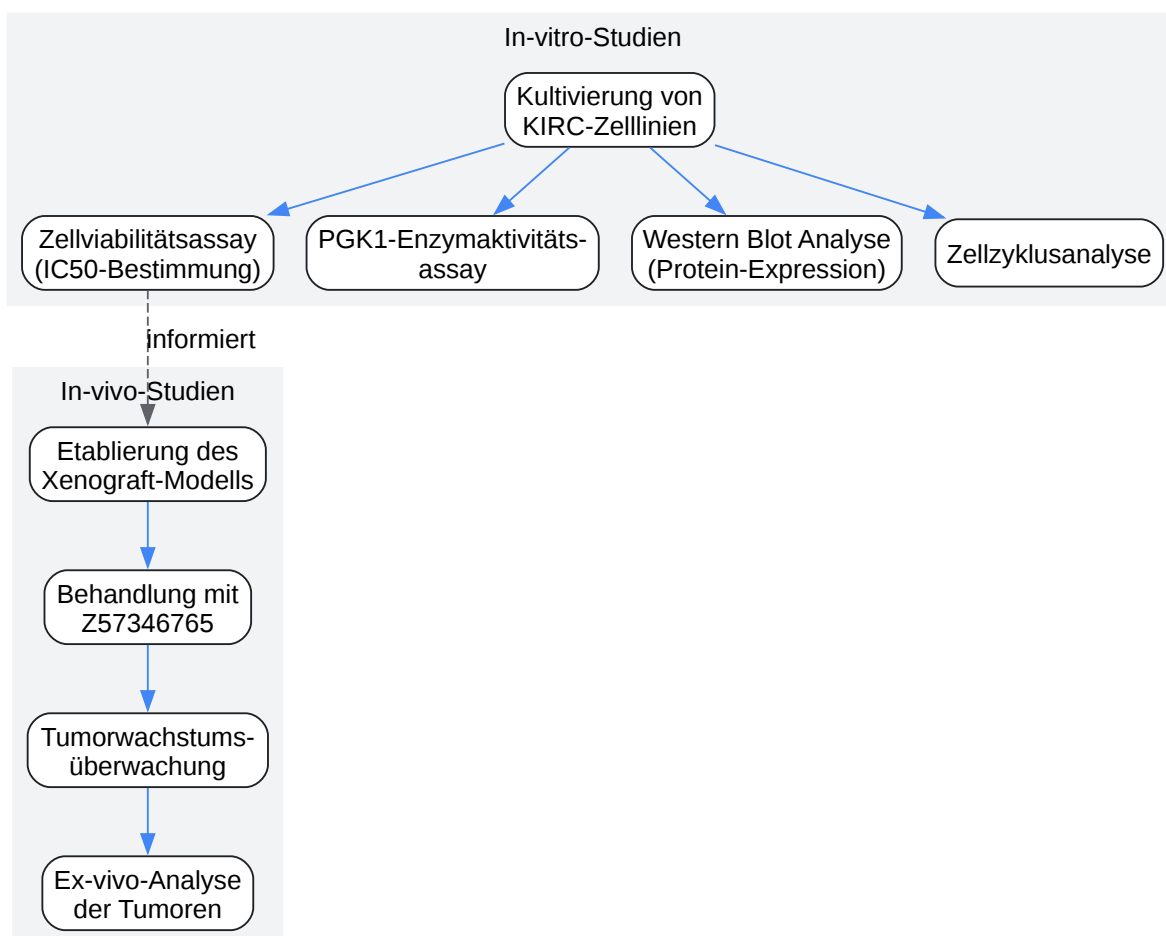 In-vitro-Studien
Kultivierung von
KIRC-Zelllinien
Zellviabilitätsassay
(IC50-Bestimmung)
PGK1-Enzymaktivitäts-
assay
Western Blot Analyse
(Protein-Expression)
Zellzyklusanalyse
informiert
In-vivo-Studien
Etablierung des
Xenograft-Modells
Behandlung mit
Z57346765
Tumorwachstums-
überwachung
Ex-vivo-Analyse
der Tumoren